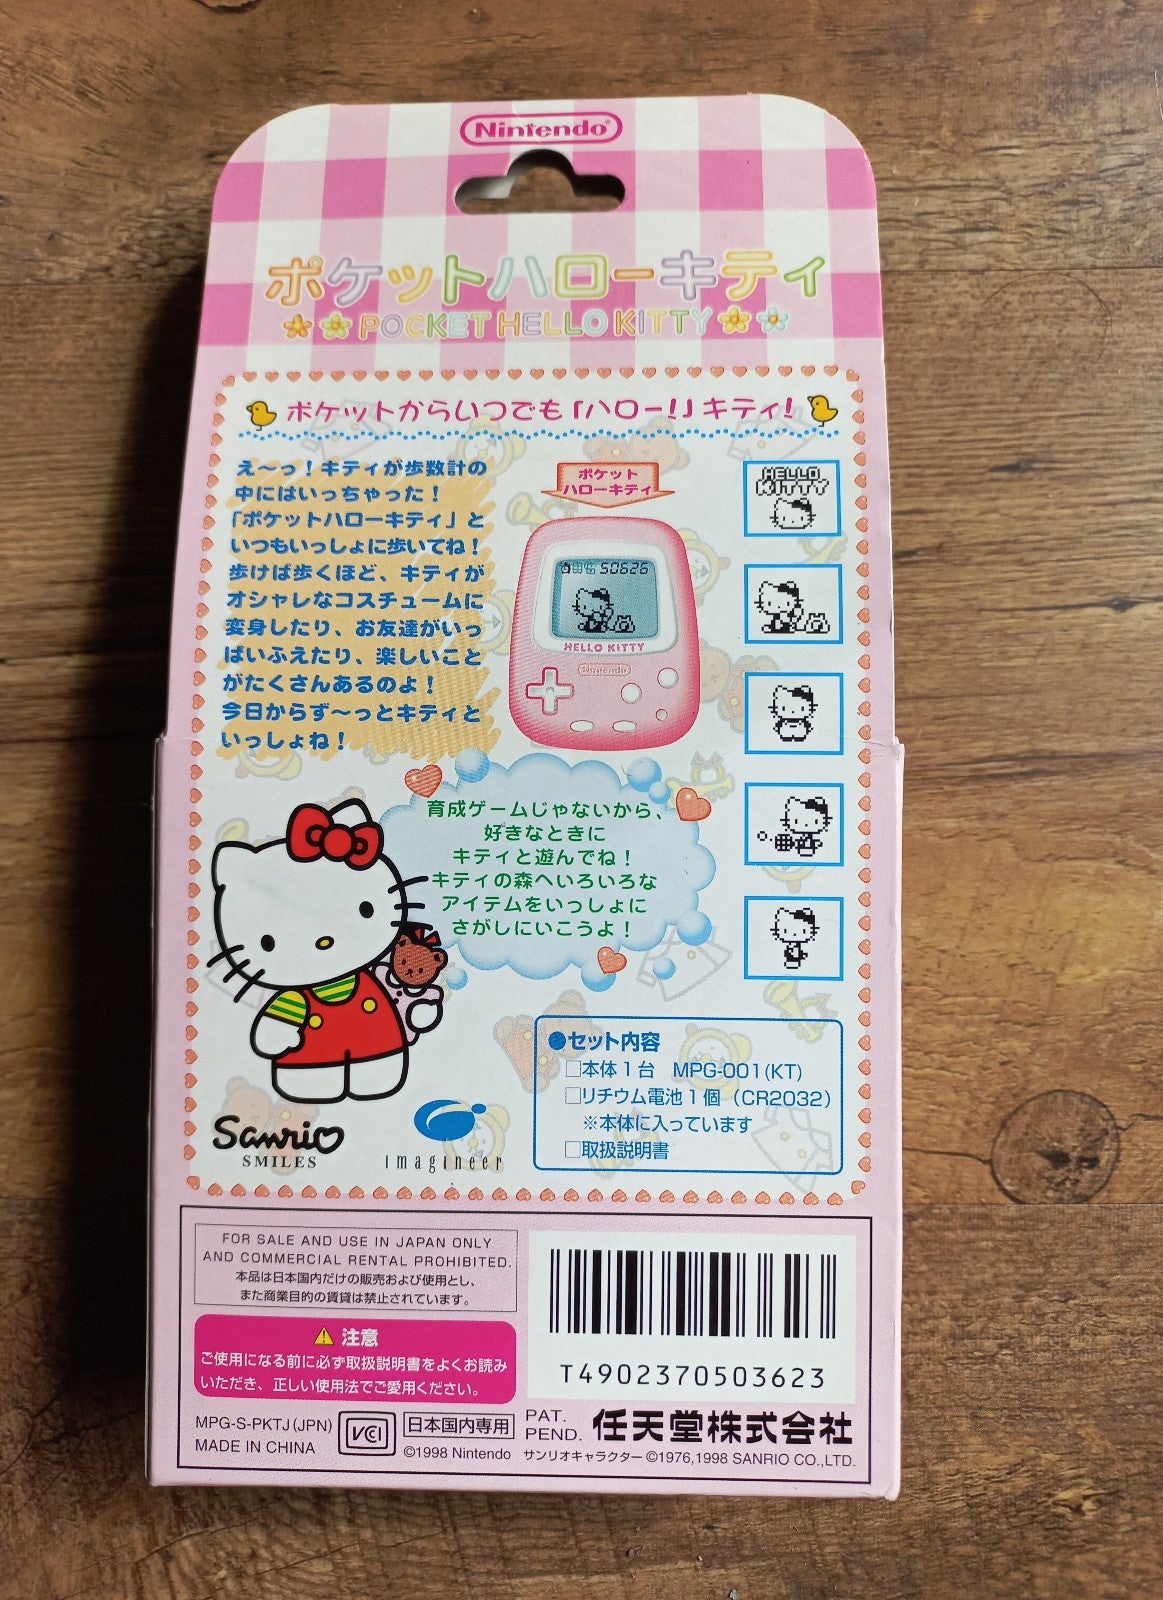 Nintendo
ポケットハローキティ
POCKET HELLO KITTY
ポケットからいつでも「ハロー!」キティ!
え〜っ!キティが歩数計の
中にはいっちゃった!
「ポケットハローキティ」と
いつもいっしょに歩いてね!
歩けば歩くほど、キティが
オシャレなコスチュームに
変身したり、お友達がいっ
ぱいふえたり、楽しいこと
がたくさんあるのよ!
今日からず〜っとキティと
いっしょね!
ポケット
ハローキティ
50626
HELLO KITTY
Nintendo
HELLO
KITTY
育成ゲームじゃないから、
好きなときに
キティと遊んでね!
キティの森へいろいろな
アイテムをいっしょに
さがしにいこうよ!
Sanrio
SMILES
imagineer
●セット内容
□本体1台 MPG-001(KT)
□リチウム電池1個(CR2032)
※本体に入っています
□取扱説明書
FOR SALE AND USE IN JAPAN ONLY
AND COMMERCIAL RENTAL PROHIBITED.
本品は日本国内だけの販売および使用とし、
また商業目的の賃貸は禁止されています。
注意
ご使用になる前に必ず取扱説明書をよくお読み
いただき、正しい使用法でご愛用ください。
T4902370503623
MPG-S-PKTJ(JPN)
MADE IN CHINA
VCI
日本国内専用
©1998 Nintendo
PAT.
PEND.
任天堂株式会社
サンリオキャラクター ©1976,1998 SANRIO CO.,LTD.